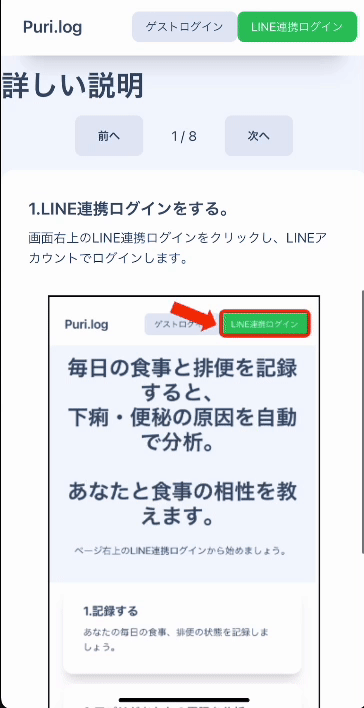 Puri.log
ゲストログイン
LINE連携ログイン
詳しい説明
前へ
1 / 8
次へ
1.LINE連携ログインをする。
画面右上のLINE連携ログインをクリックし、LINEア
カウントでログインします。
Puri.log
ゲストログ
LINE連携ログイン
毎日の食事と排便を記録
すると、
下痢・便秘の原因を自動
で分析。
あなたと食事の相性を教
えます。
ページ右上のLINE連携ログインから始めましょう。
1.記録する
あなたの毎日の食事、排便の状態を記録しま
しょう。